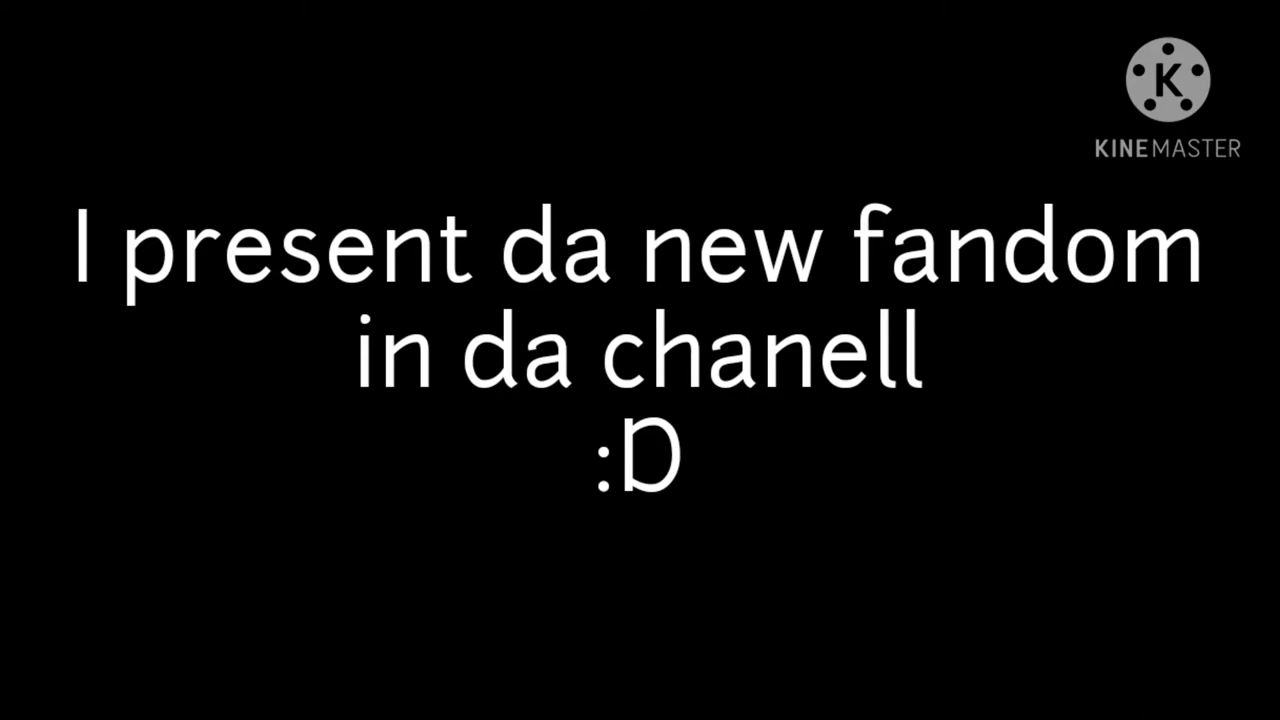 K
KINEMASTER
I present da new fandom
in da chanell
:D